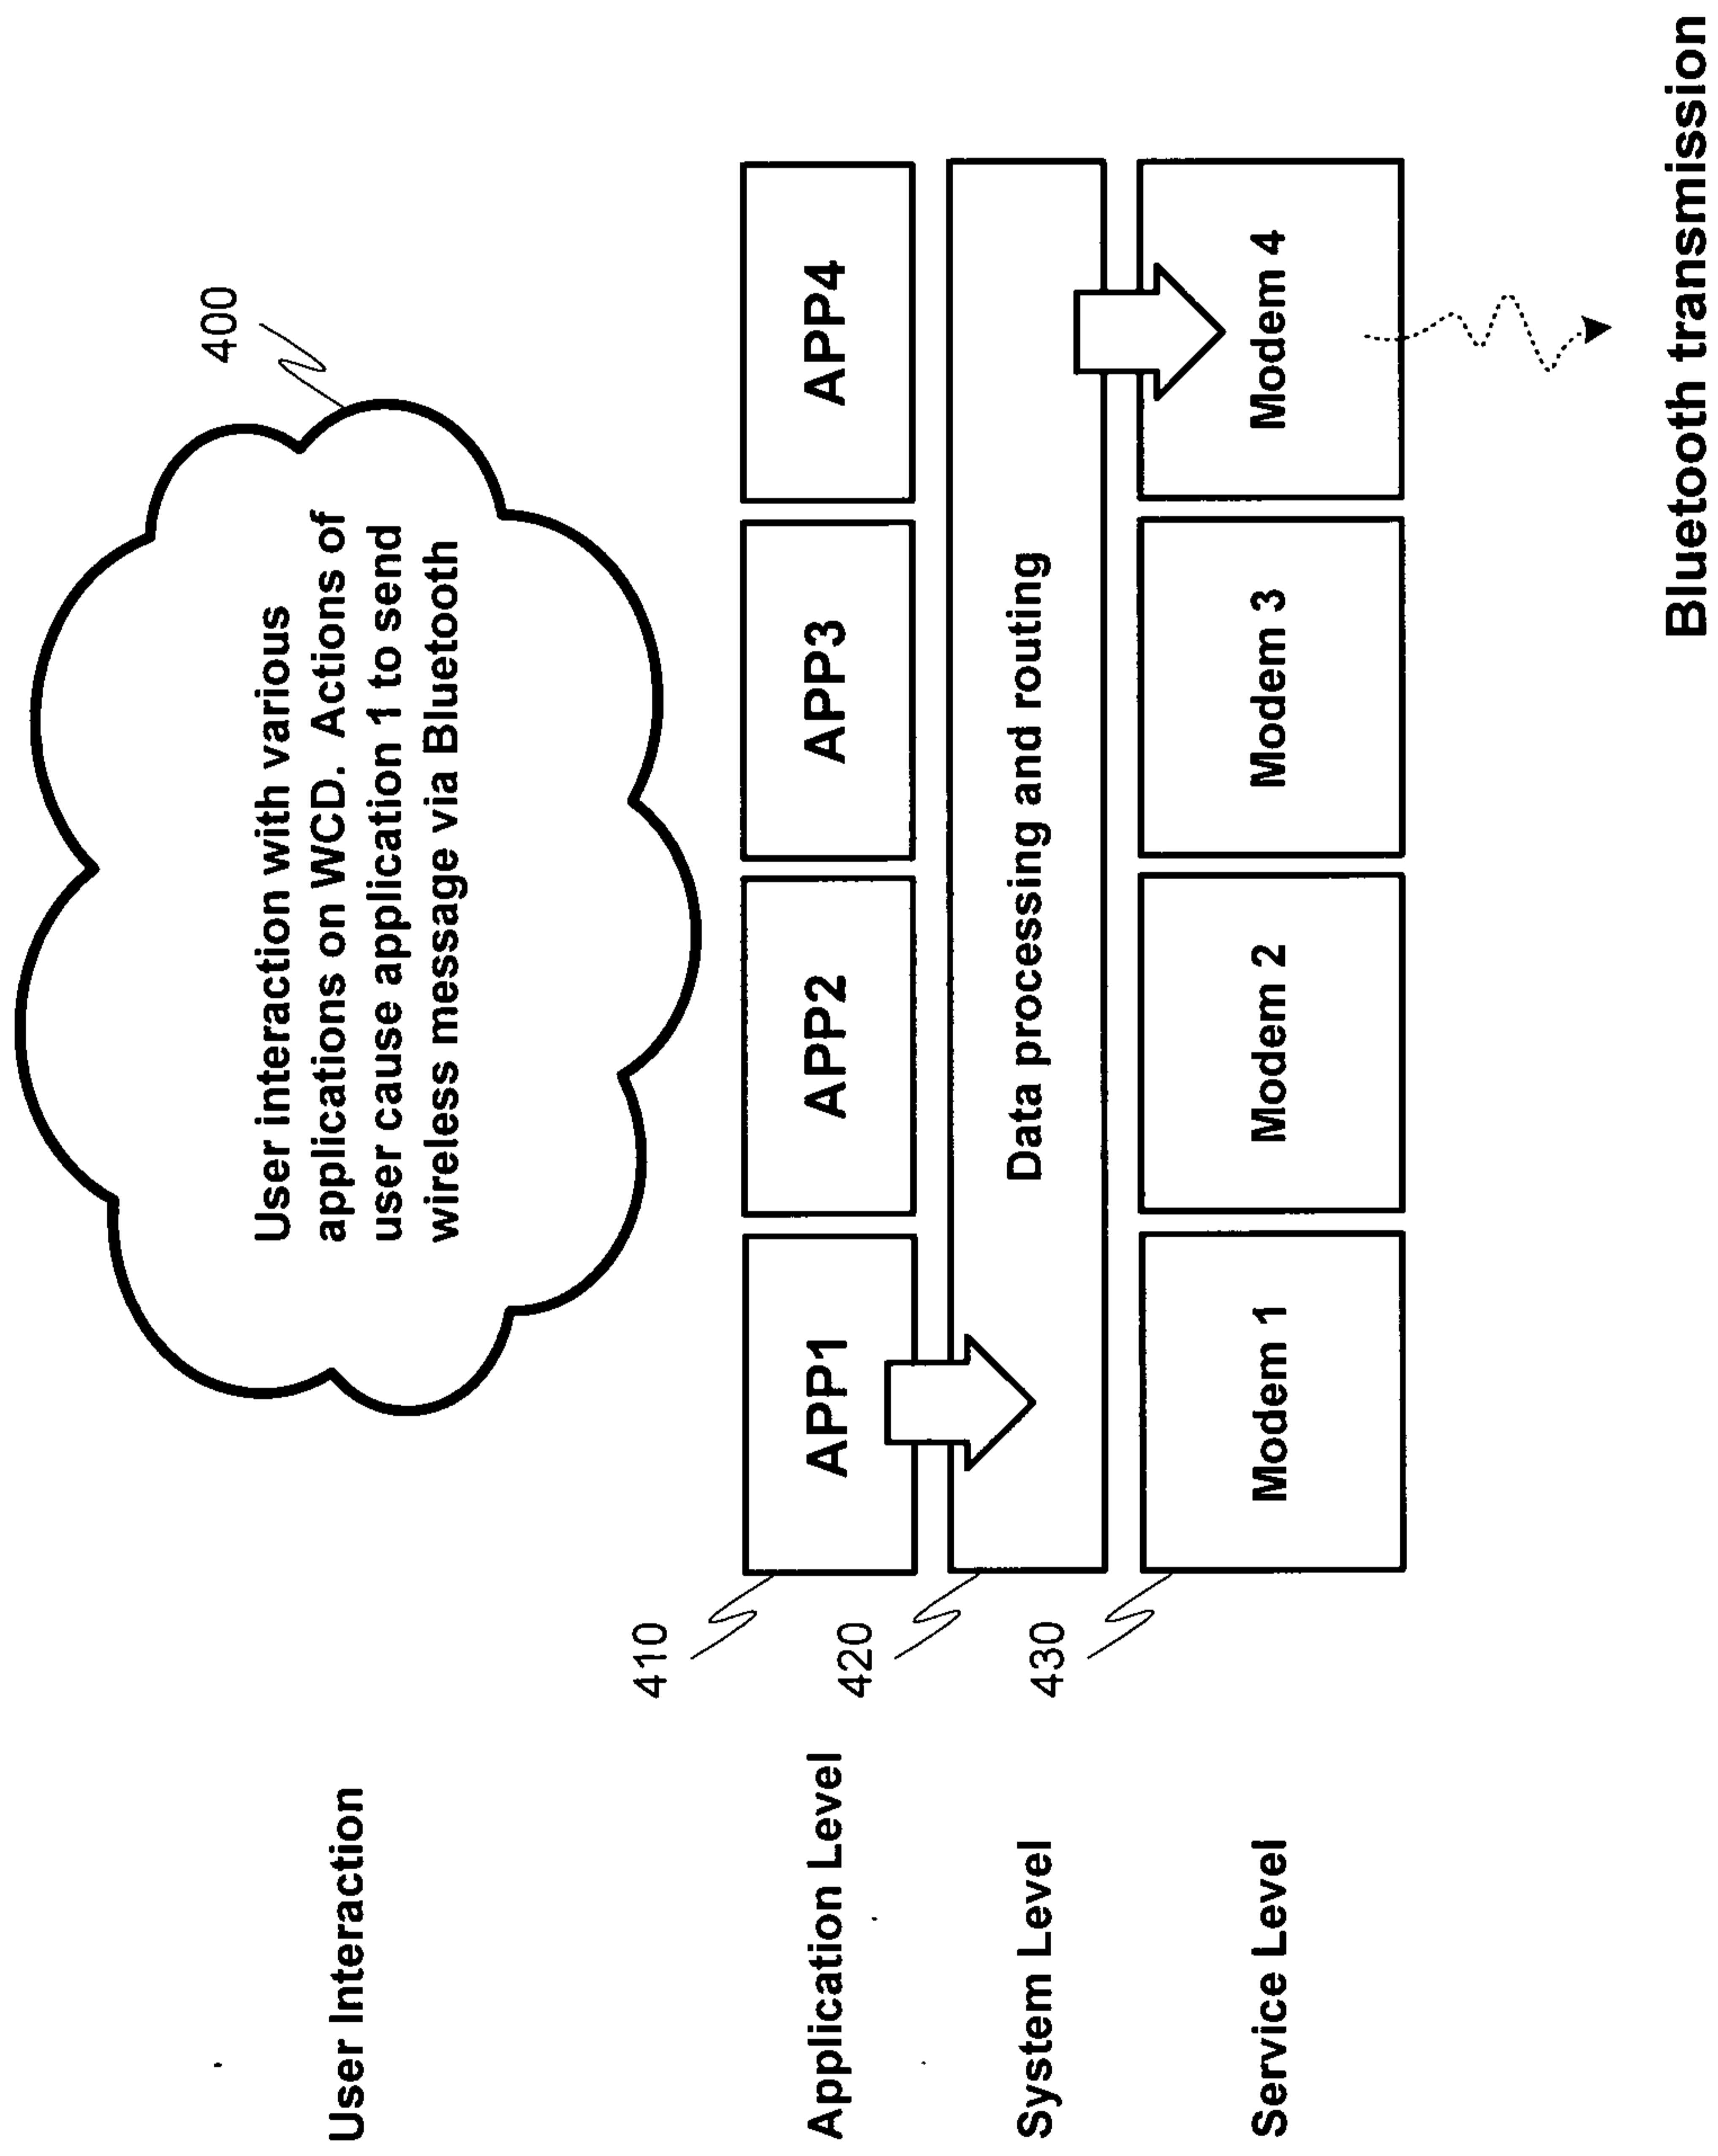 400
User Interaction
User interaction with various
applications on WCD. Actions of
user cause application 1 to send
wireless message via Bluetooth
410
Application Level
APP1
APP2
APP3
APP4
420
System Level
Data processing and routing
430
Service Level
Modem 1
Modem 2
Modem 3
Modem 4
Bluetooth transmission